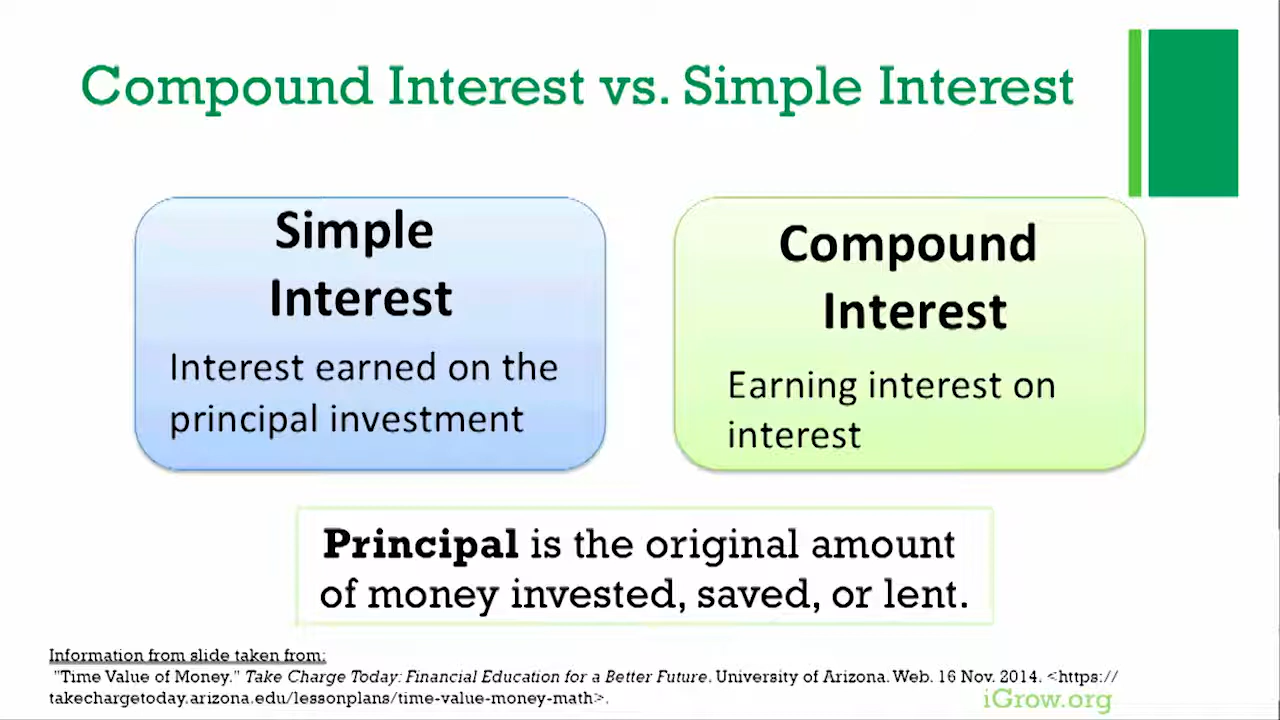 Compound Interest vs. Simple Interest
Simple
Interest
Interest earned on the
principal investment
Compound
Interest
Earning interest on
interest
Principal is the original amount
of money invested, saved, or lent.
Information from slide taken from:
"Time Value of Money." Take Charge Today: Financial Education for a Better Future. University of Arizona. Web. 16 Nov. 2014. <https://
takechargetoday.arizona.edu/lessonplans/time-value-money-math>.
iGrow.org